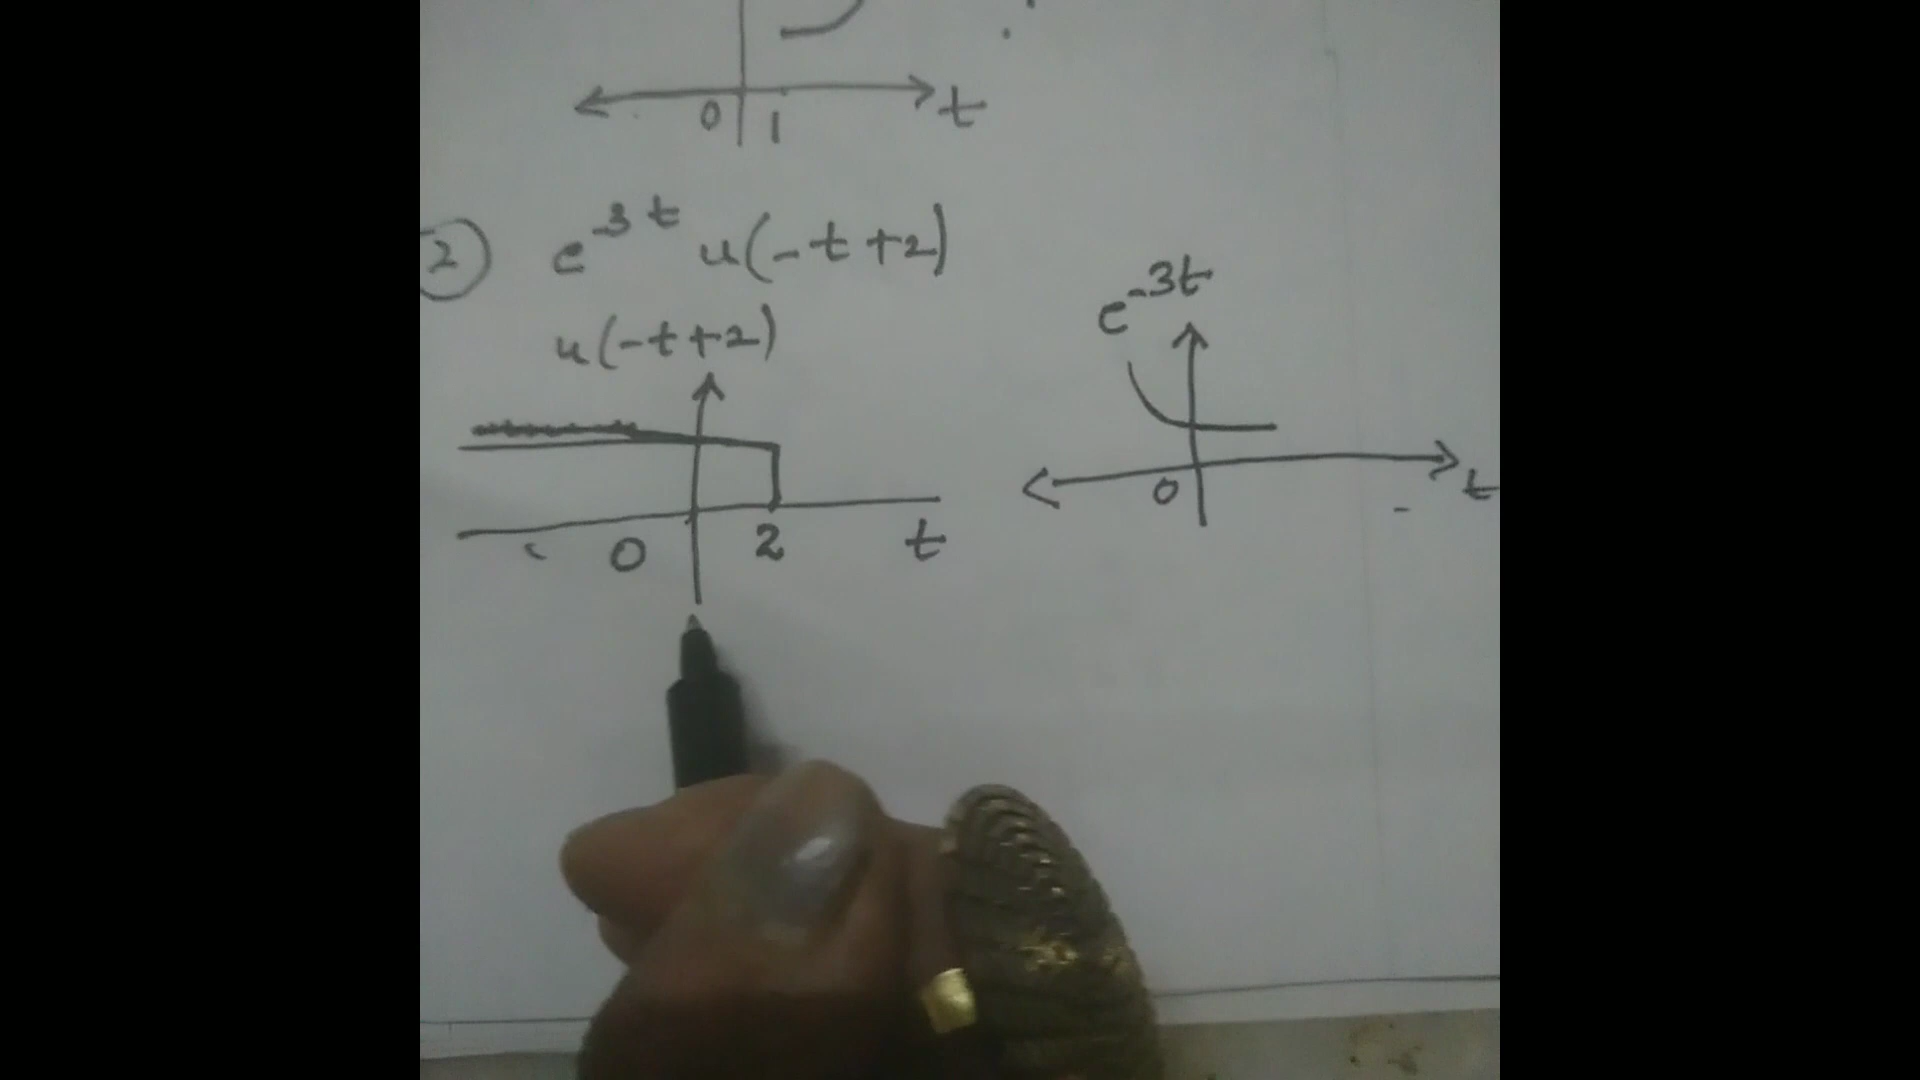 0 1 t
② e^-3t u(-t+2)
u(-t+2)
0 2 t
e^-3t
0 t